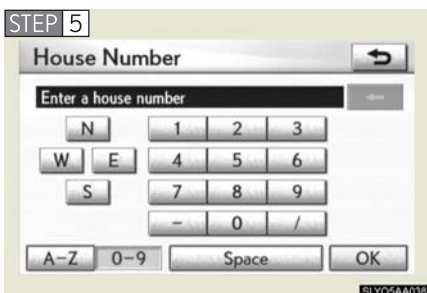 STEP 5
House Number
Enter a house number
N 1 2 3
W E 4 5 6
S 7 8 9
- 0 /
A-Z 0-9 Space OK
SLYO5AA038